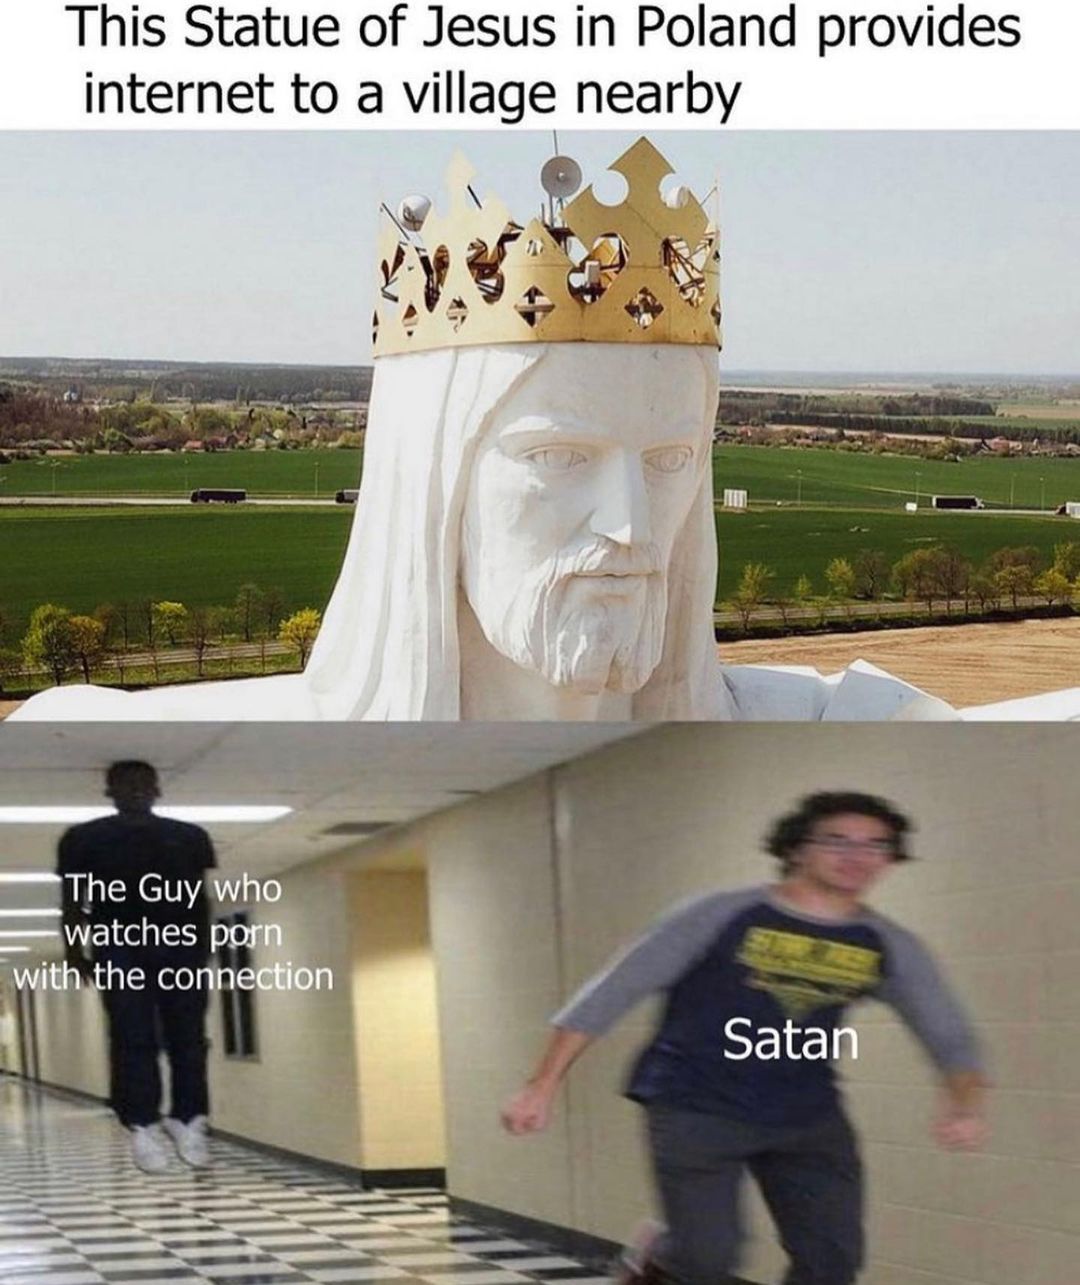 This Statue of Jesus in Poland provides
internet to a village nearby
The Guy who
watches porn
with the connection
Satan